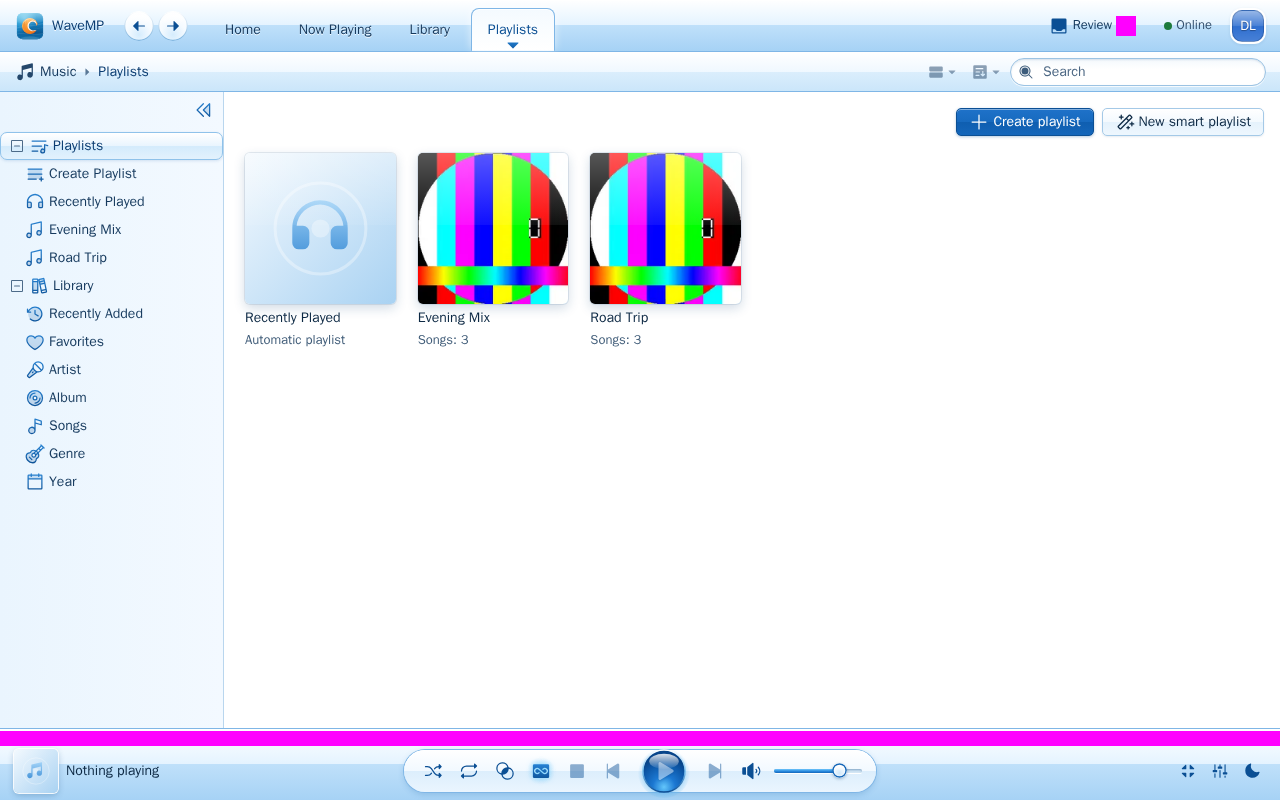 WaveMP
Home
Now Playing
Library
Playlists
Review
Online
DL
Music
Playlists
Search
Create playlist
New smart playlist
Playlists
Create Playlist
Recently Played
Evening Mix
Road Trip
Library
Recently Added
Favorites
Artist
Album
Songs
Genre
Year
Recently Played
Automatic playlist
Evening Mix
Songs: 3
Road Trip
Songs: 3
Nothing playing